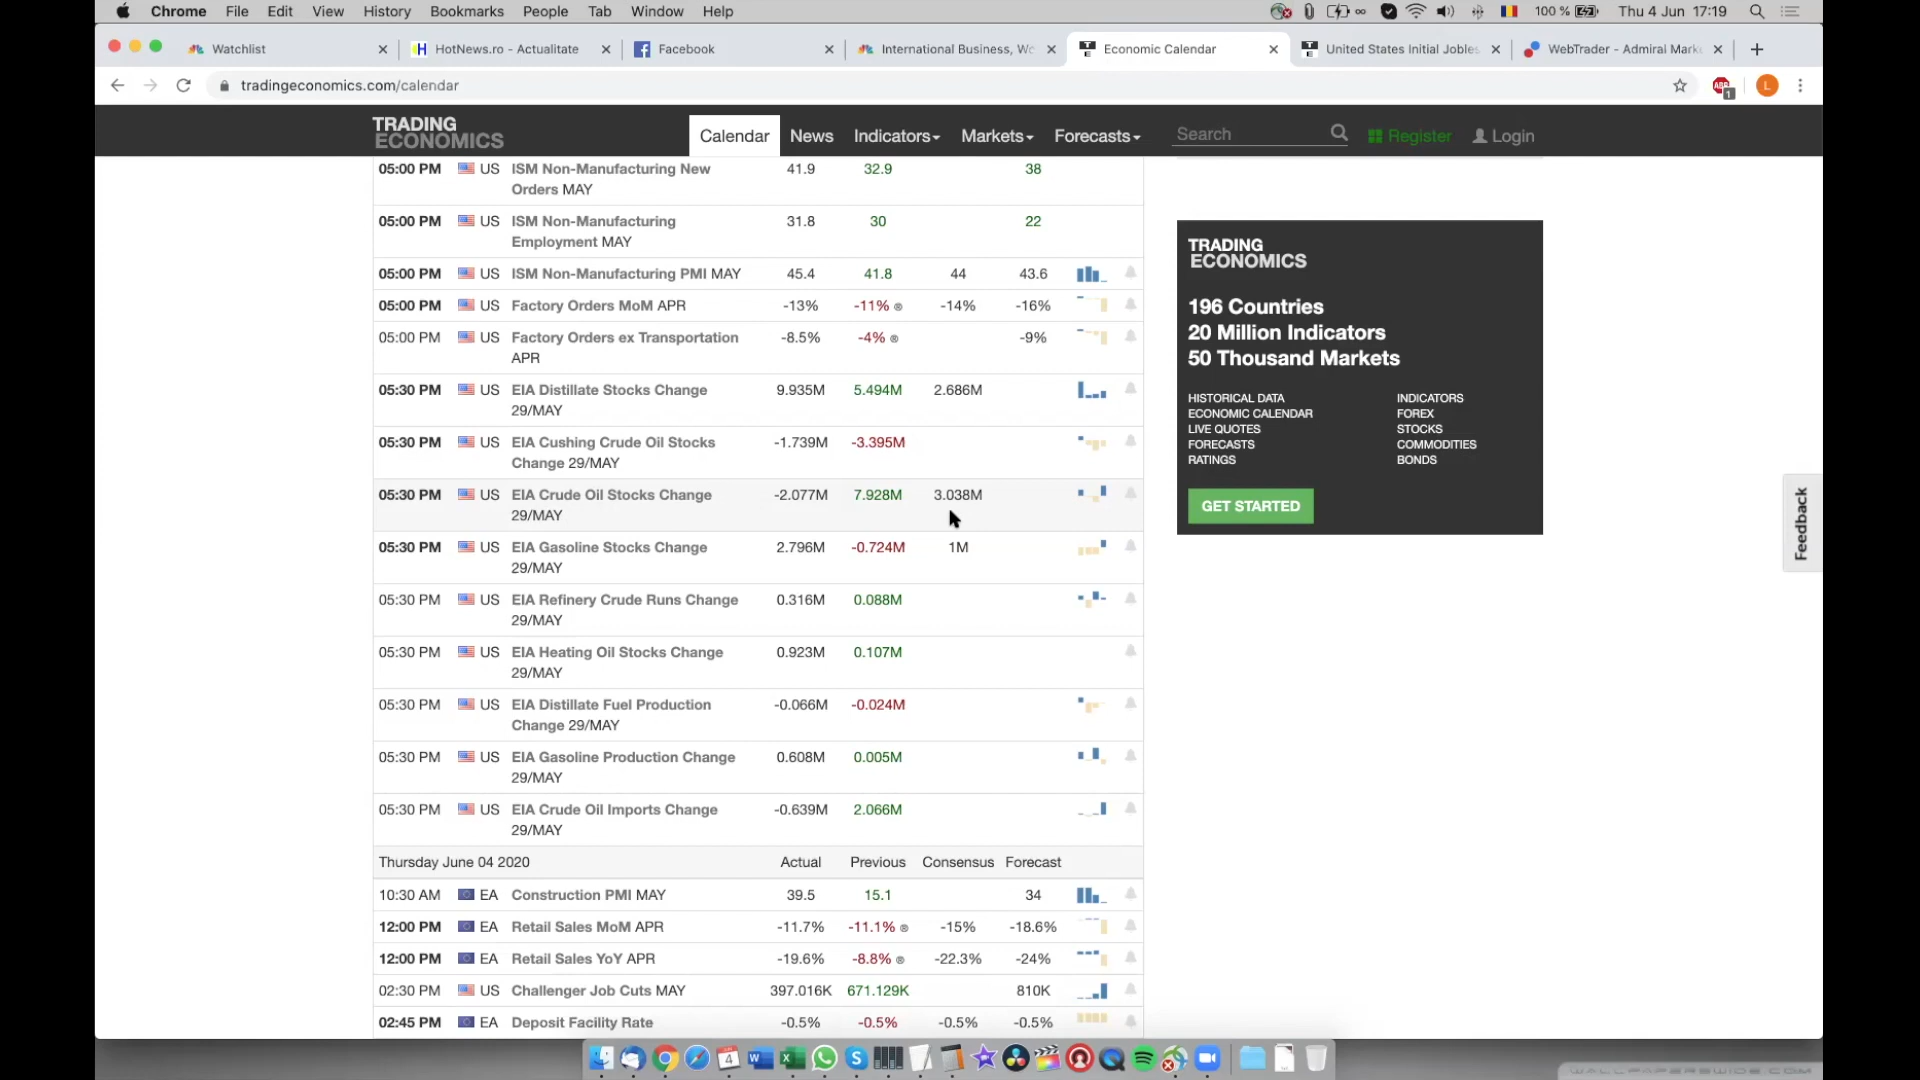 Chrome File Edit View History Bookmarks People Tab Window Help 100 % Thu 4 Jun 17:19
Watchlist HotNews.ro - Actualitate Facebook International Business, Wo Economic Calendar United States Initial Jobles WebTrader - Admiral Marke
tradingeconomics.com/calendar ABP 1 L
TRADING
ECONOMICS
Calendar News Indicators Markets Forecasts Search Register Login
05:00 PM US ISM Non-Manufacturing New 41.9 32.9 38
Orders MAY
05:00 PM US ISM Non-Manufacturing 31.8 30 22
Employment MAY
05:00 PM US ISM Non-Manufacturing PMI MAY 45.4 41.8 44 43.6
05:00 PM US Factory Orders MoM APR -13% -11% ® -14% -16%
05:00 PM US Factory Orders ex Transportation -8.5% -4% ® -9%
APR
05:30 PM US EIA Distillate Stocks Change 9.935M 5.494M 2.686M
29/MAY
05:30 PM US EIA Cushing Crude Oil Stocks -1.739M -3.395M
Change 29/MAY
05:30 PM US EIA Crude Oil Stocks Change -2.077M 7.928M 3.038M
29/MAY
05:30 PM US EIA Gasoline Stocks Change 2.796M -0.724M 1M
29/MAY
05:30 PM US EIA Refinery Crude Runs Change 0.316M 0.088M
29/MAY
05:30 PM US EIA Heating Oil Stocks Change 0.923M 0.107M
29/MAY
05:30 PM US EIA Distillate Fuel Production -0.066M -0.024M
Change 29/MAY
05:30 PM US EIA Gasoline Production Change 0.608M 0.005M
29/MAY
05:30 PM US EIA Crude Oil Imports Change -0.639M 2.066M
29/MAY
Thursday June 04 2020 Actual Previous Consensus Forecast
10:30 AM EA Construction PMI MAY 39.5 15.1 34
12:00 PM EA Retail Sales MoM APR -11.7% -11.1% ® -15% -18.6%
12:00 PM EA Retail Sales YoY APR -19.6% -8.8% ® -22.3% -24%
02:30 PM US Challenger Job Cuts MAY 397.016K 671.129K 810K
02:45 PM EA Deposit Facility Rate -0.5% -0.5% -0.5% -0.5%
TRADING
ECONOMICS
196 Countries
20 Million Indicators
50 Thousand Markets
HISTORICAL DATA INDICATORS
ECONOMIC CALENDAR FOREX
LIVE QUOTES STOCKS
FORECASTS COMMODITIES
RATINGS BONDS
GET STARTED
Feedback
4